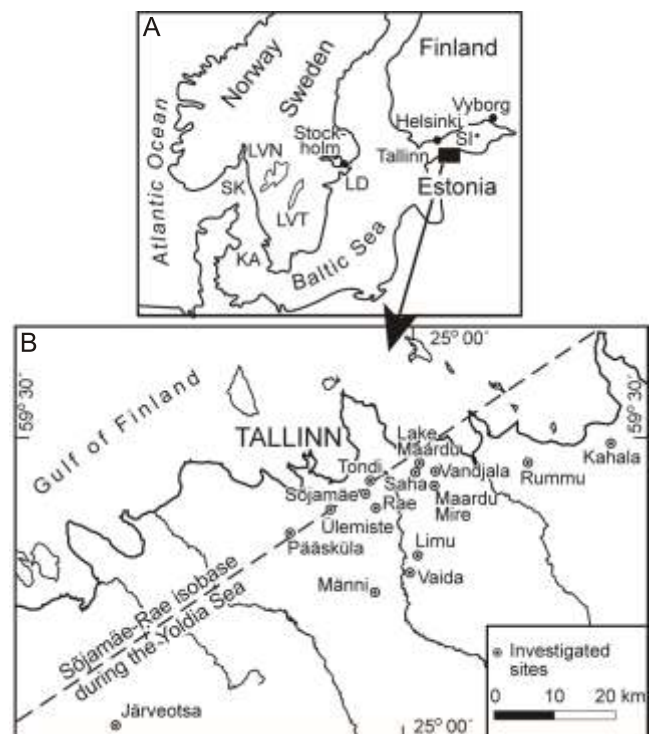 A
Finland
Norway
Sweden
Vyborg
Helsinki
SI*
Stock-
holm
Tallinn
LVN
Atlantic Ocean
SK
LD
Estonia
LVT
KA
Baltic Sea
B
25° 00´
59° 30´
59° 30´
Gulf of Finland
TALLINN
Lake
Maardu
Kahala
Tondi
Vandjala
Rummu
Saha
Sõjamäe
Maardu
Mire
Rae
Ülemiste
Pääsküla
Limu
Vaida
Männi
Sõjamäe-Rae isobase
during the Yoldia Sea
Investigated
sites
0 10 20 km
Järveotsa
25° 00´